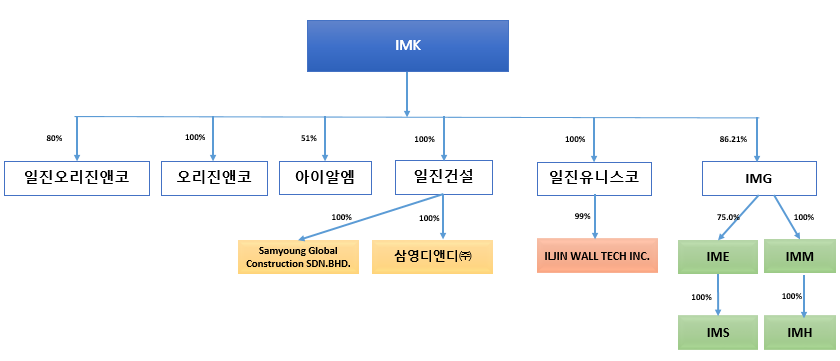 IMK
80%
100%
51%
100%
100%
86.21%
일진오리진앤코
오리진앤코
아이알엠
일진건설
일진유니스코
IMG
100%
100%
99%
75.0%
100%
Samyoung Global
Construction SDN.BHD.
삼영디앤디㈜
ILJIN WALL TECH INC.
IME
IMM
100%
100%
IMS
IMH